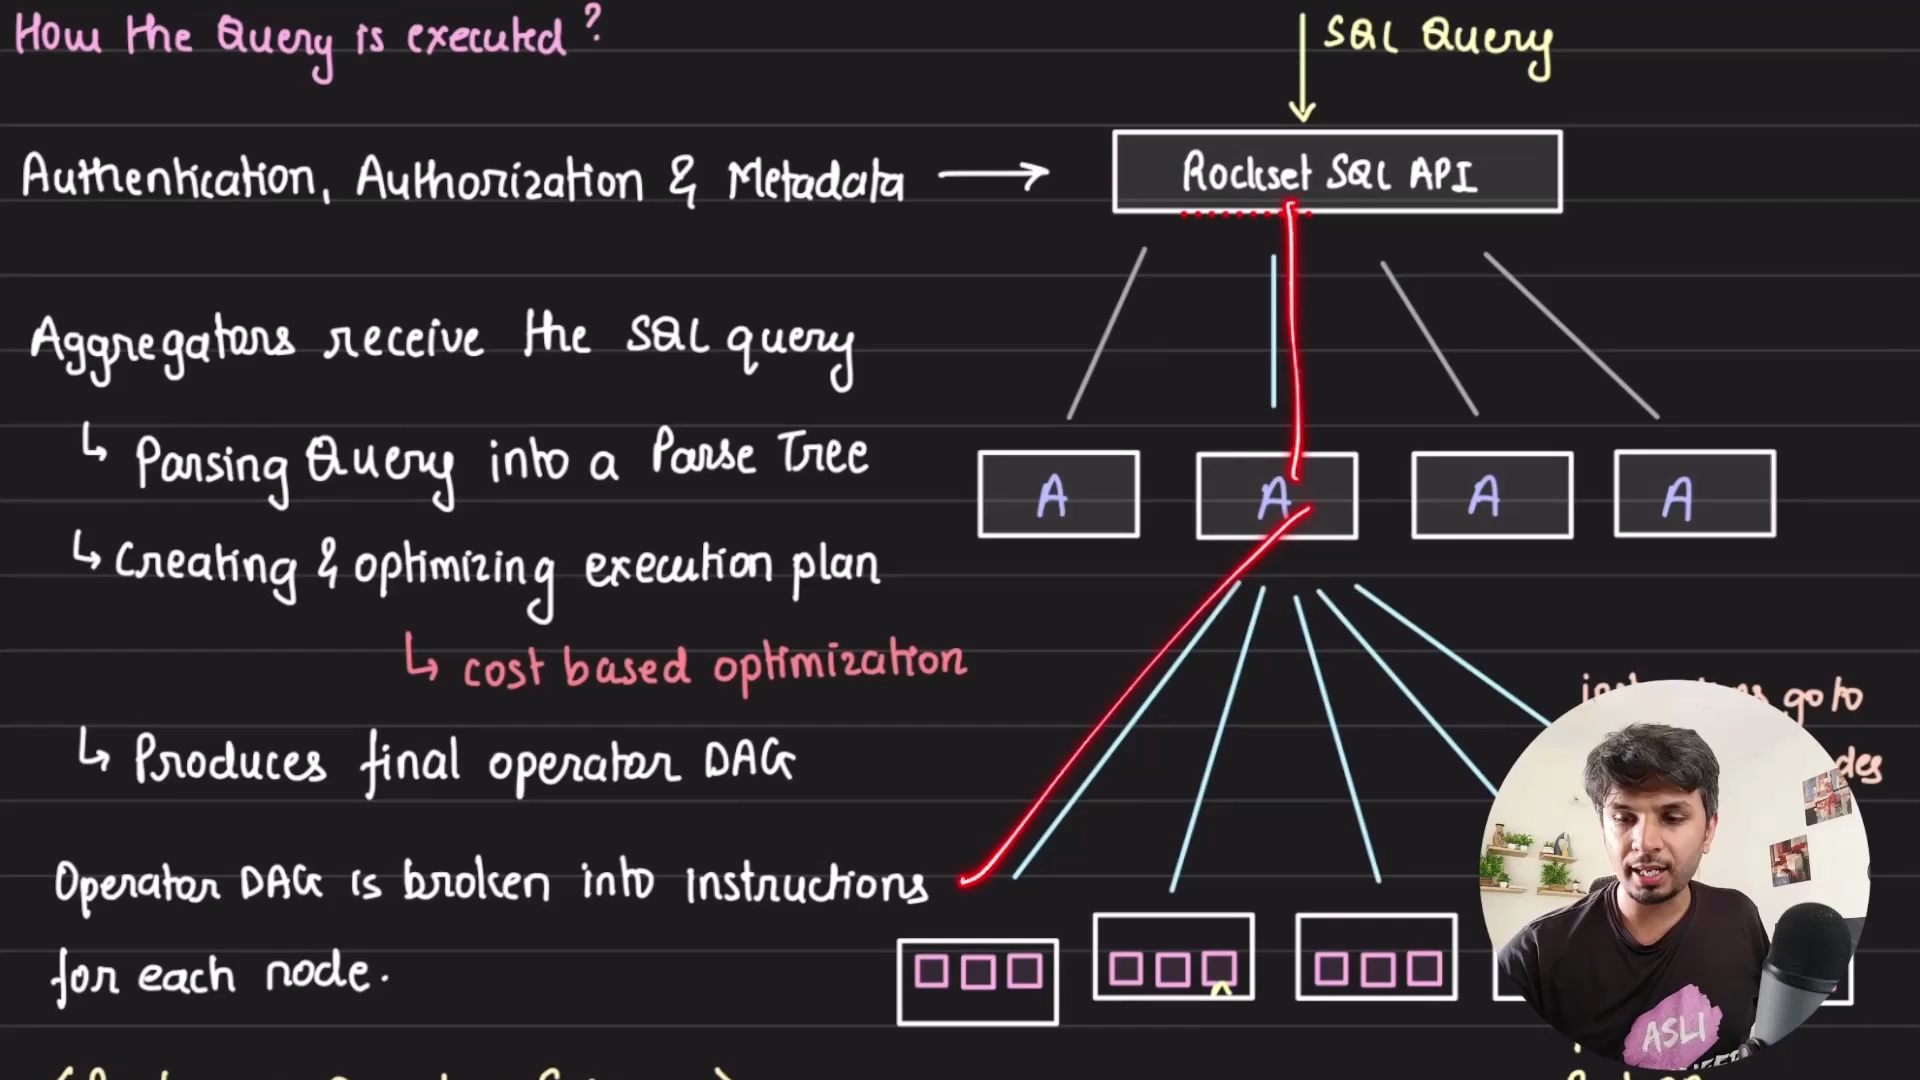 How the Query is executed?
SQL Query
Authentication, Authorization & Metadata
Rockset SQL API
Aggregators receive the SQL query
↳ Parsing Query into a Parse Tree
A A A A
↳ Creating & optimizing execution plan
↳ cost based optimization
go to
↳ Produces final operator DAG
Operator DAG is broken into instructions
for each node.
ASLI